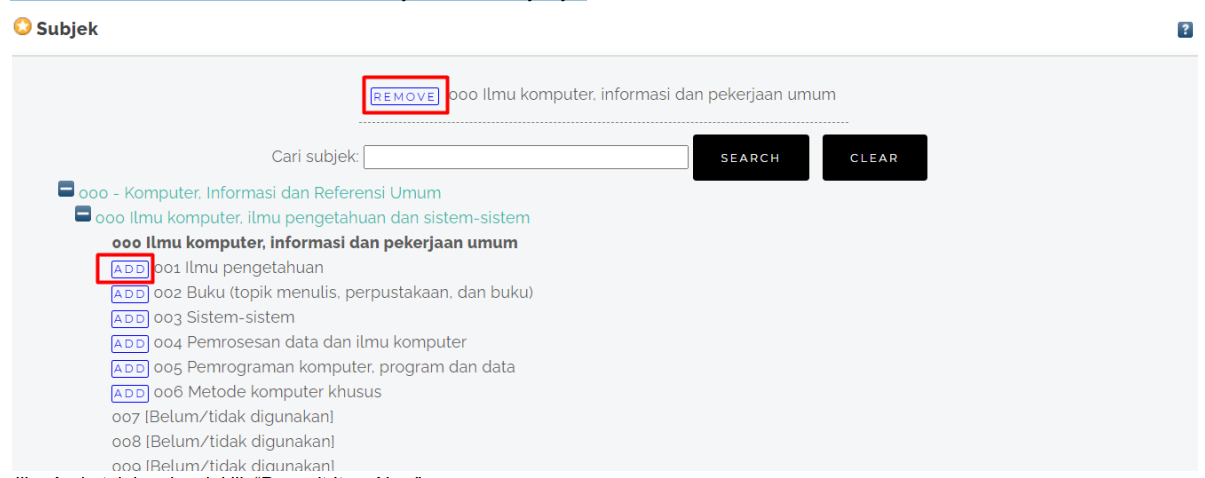 Subjek
REMOVE 000 Ilmu komputer, informasi dan pekerjaan umum
Cari subjek: SEARCH CLEAR
000 - Komputer, Informasi dan Referensi Umum
000 Ilmu komputer, ilmu pengetahuan dan sistem-sistem
000 Ilmu komputer, informasi dan pekerjaan umum
ADD 001 Ilmu pengetahuan
ADD 002 Buku (topik menulis, perpustakaan, dan buku)
ADD 003 Sistem-sistem
ADD 004 Pemrosesan data dan ilmu komputer
ADD 005 Pemrograman komputer, program dan data
ADD 006 Metode komputer khusus
007 [Belum/tidak digunakan]
008 [Belum/tidak digunakan]
009 [Belum/tidak digunakan]